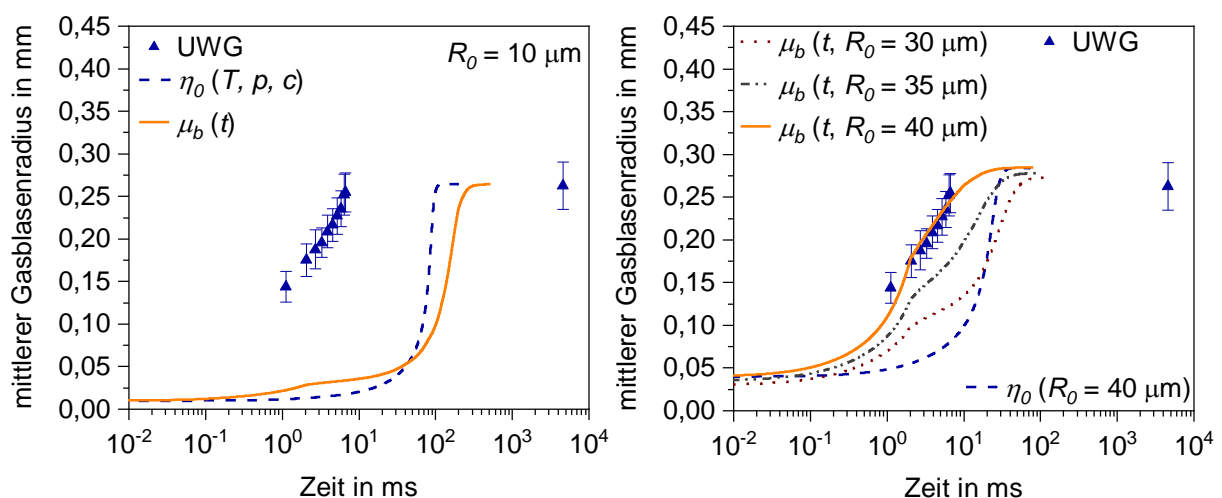 mittlerer Gasblasenradius in mm
0,45
0,40
0,35
0,30
0,25
0,20
0,15
0,10
0,05
0,00
UWG
η₀ (T, p, c)
μ_b (t)
R₀ = 10 μm
10⁻² 10⁻¹ 10⁰ 10¹ 10² 10³ 10⁴
Zeit in ms
mittlerer Gasblasenradius in mm
0,45
0,40
0,35
0,30
0,25
0,20
0,15
0,10
0,05
0,00
μ_b (t, R₀ = 30 μm)
μ_b (t, R₀ = 35 μm)
μ_b (t, R₀ = 40 μm)
UWG
η₀ (R₀ = 40 μm)
10⁻² 10⁻¹ 10⁰ 10¹ 10² 10³ 10⁴
Zeit in ms